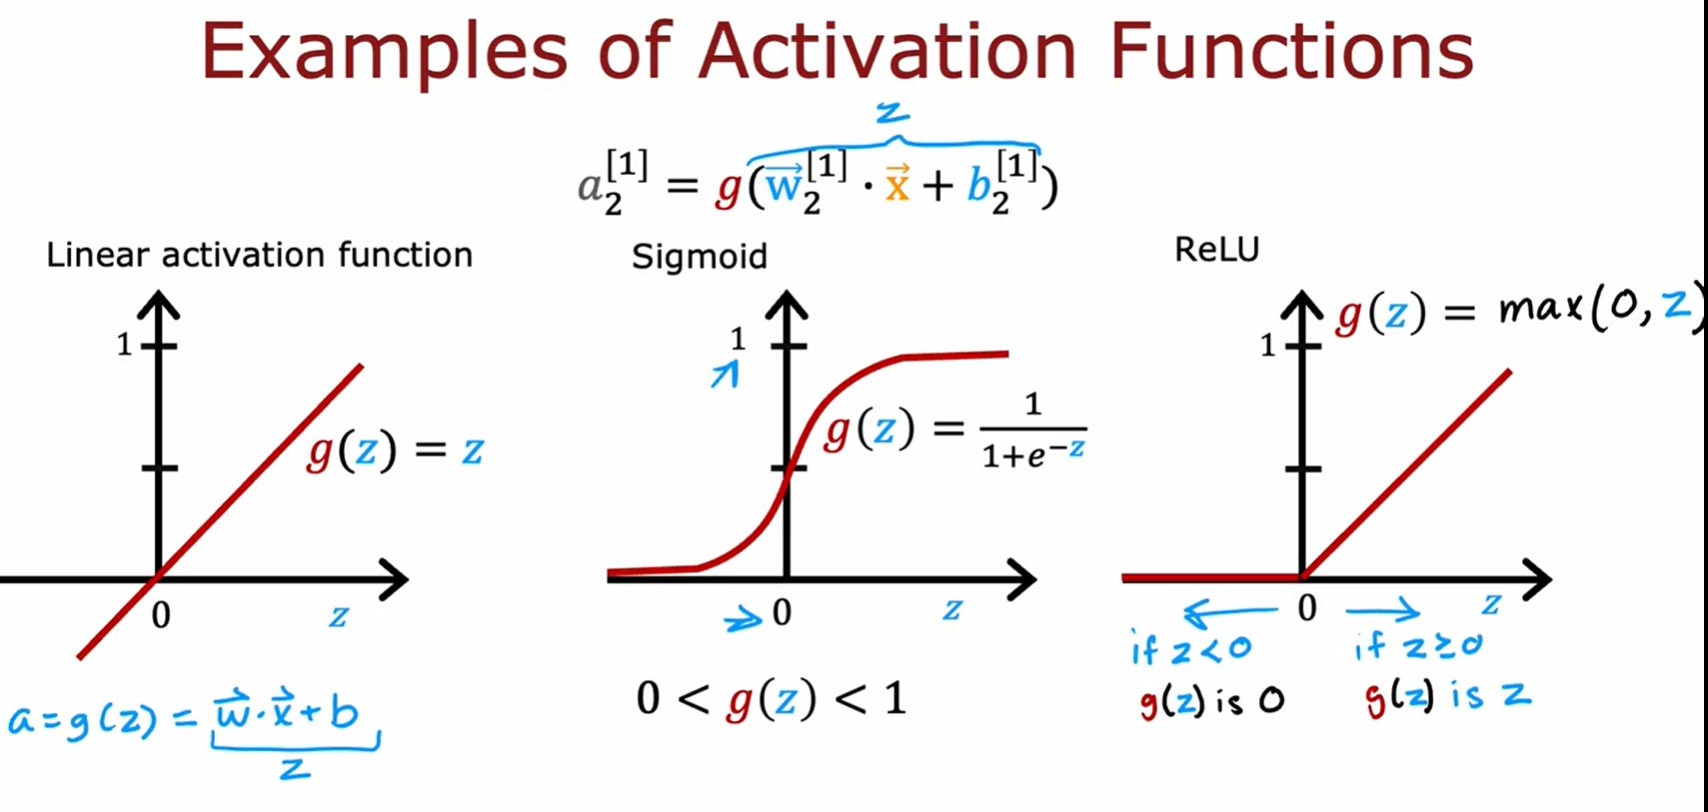 Examples of Activation Functions
z
a₂^[1] = g(w⃗₂^[1] · x⃗ + b₂^[1])
Linear activation function
1
g(z) = z
0
z
a = g(z) = w⃗ · x⃗ + b
z
Sigmoid
1
g(z) = 1/(1+e^−z)
0
z
0 < g(z) < 1
ReLU
g(z) = max(0, z)
1
0
z
if z < 0
g(z) is 0
if z ≥ 0
g(z) is z